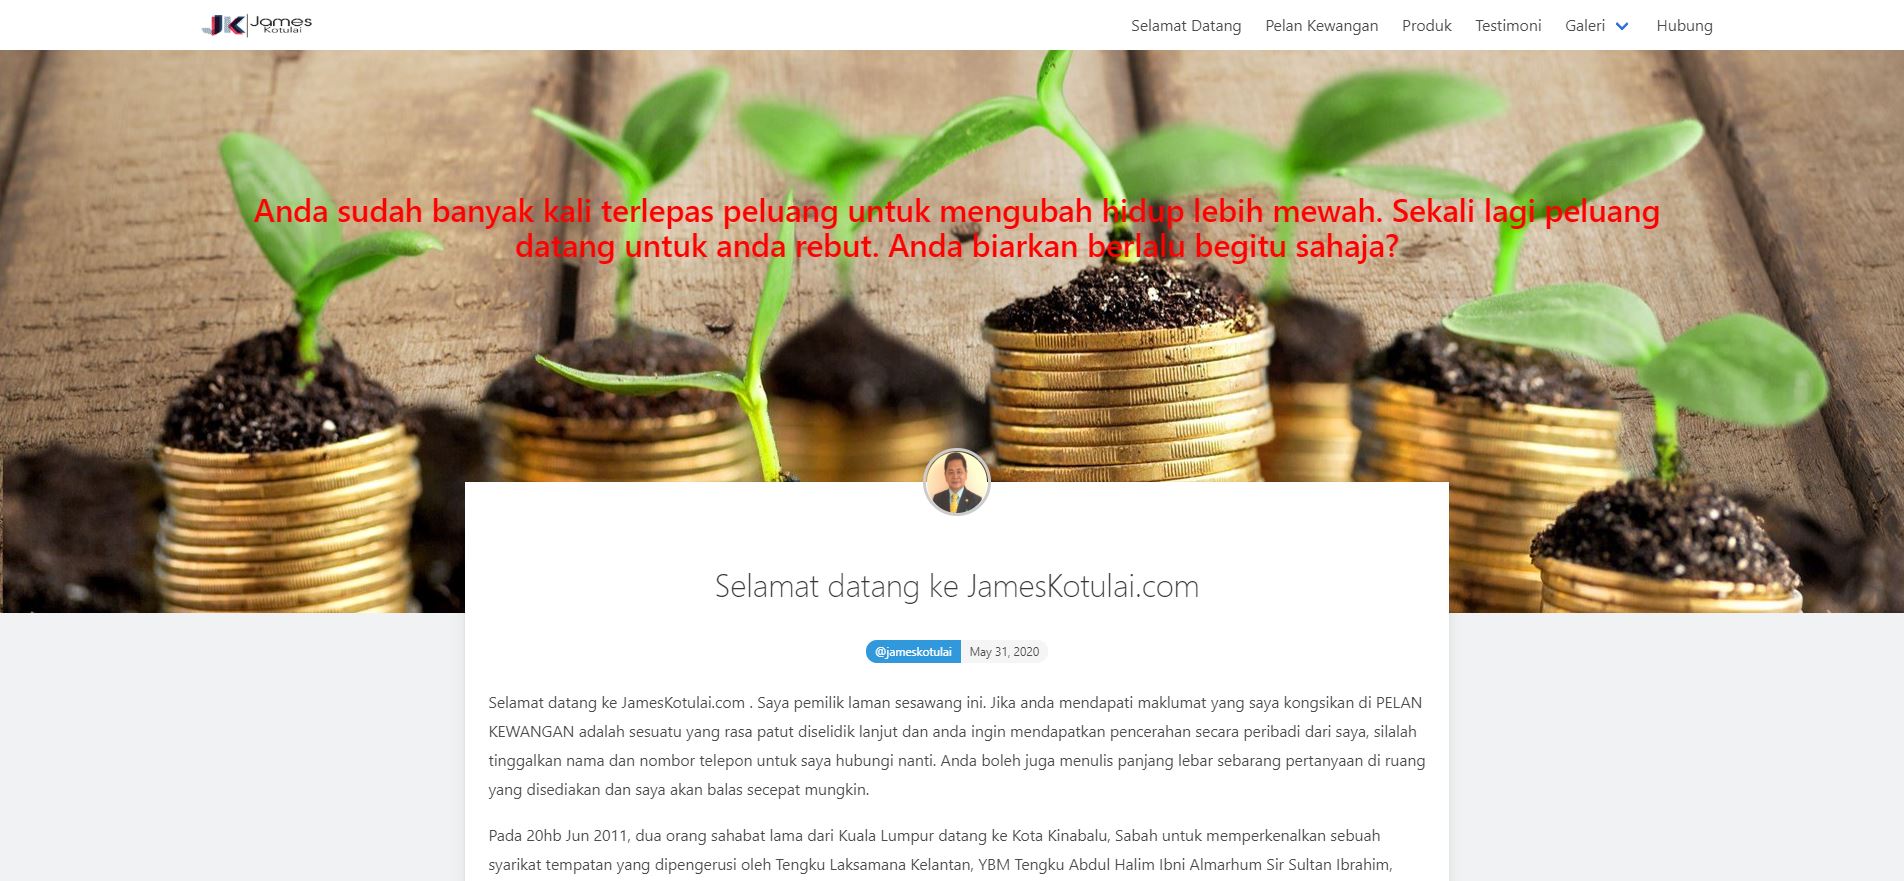 JK James
Kotulai
Selamat Datang Pelan Kewangan Produk Testimoni Galeri Hubung
Anda sudah banyak kali terlepas peluang untuk mengubah hidup lebih mewah. Sekali lagi peluang
datang untuk anda rebut. Anda biarkan berlalu begitu sahaja?
Selamat datang ke JamesKotulai.com
@jameskotulai May 31, 2020
Selamat datang ke JamesKotulai.com . Saya pemilik laman sesawang ini. Jika anda mendapati maklumat yang saya kongsikan di PELAN
KEWANGAN adalah sesuatu yang rasa patut diselidik lanjut dan anda ingin mendapatkan pencerahan secara peribadi dari saya, silalah
tinggalkan nama dan nombor telepon untuk saya hubungi nanti. Anda boleh juga menulis panjang lebar sebarang pertanyaan di ruang
yang disediakan dan saya akan balas secepat mungkin.
Pada 20hb Jun 2011, dua orang sahabat lama dari Kuala Lumpur datang ke Kota Kinabalu, Sabah untuk memperkenalkan sebuah
syarikat tempatan yang dipengerusi oleh Tengku Laksamana Kelantan, YBM Tengku Abdul Halim Ibni Almarhum Sir Sultan Ibrahim,